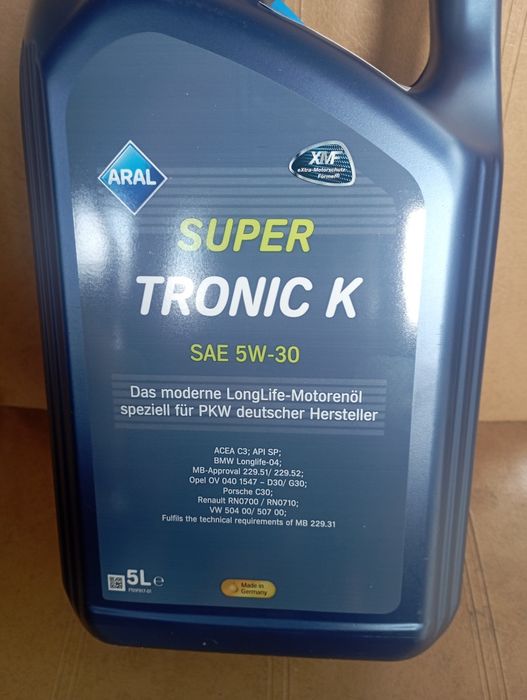 ARAL
XMF
eXtra-Motorschutz
Formel®
SUPER
TRONIC K
SAE 5W-30
Das moderne LongLife-Motorenöl
speziell für PKW deutscher Hersteller
ACEA C3; API SP;
BMW Longlife-04;
MB-Approval 229.51/ 229.52;
Opel OV 040 1547 – D30/ G30;
Porsche C30;
Renault RN0700 / RN0710;
VW 504 00/ 507 00;
Fulfils the technical requirements of MB 229.31
5L e
Made in
Germany